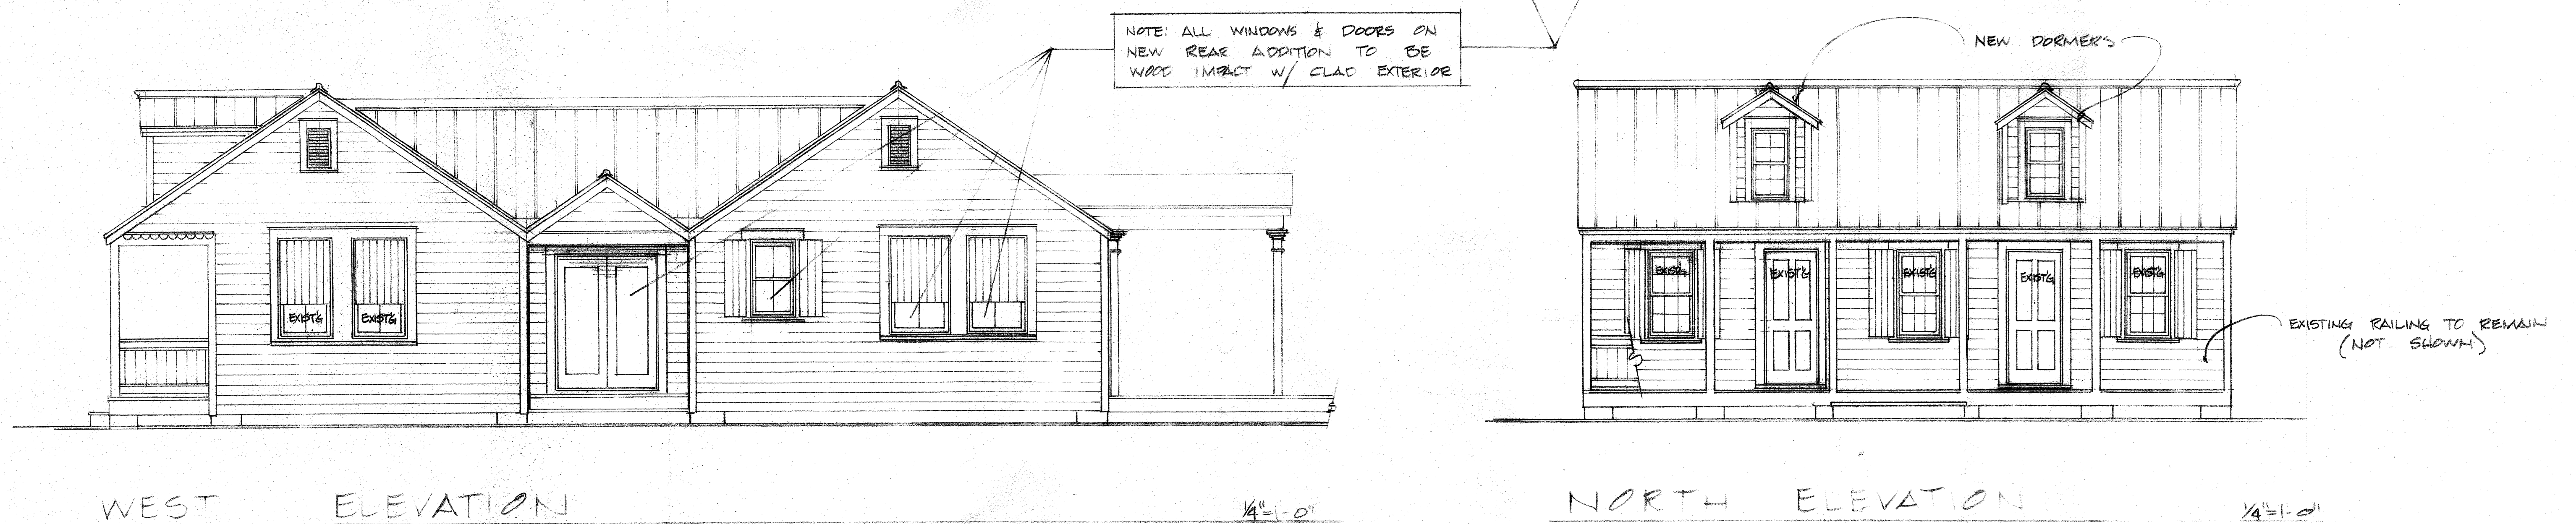 NOTE: ALL WINDOWS & DOORS ON
NEW REAR ADDITION TO BE
WOOD IMPACT W/ CLAD EXTERIOR
NEW DORMERS
EXIST'G
EXIST'G
EXIST'G
EXIST'G
EXIST'G
EXIST'G
EXIST'G
EXISTING RAILING TO REMAIN
(NOT SHOWN)
WEST ELEVATION
1/4"=1'-0"
NORTH ELEVATION
1/4"=1'-0"